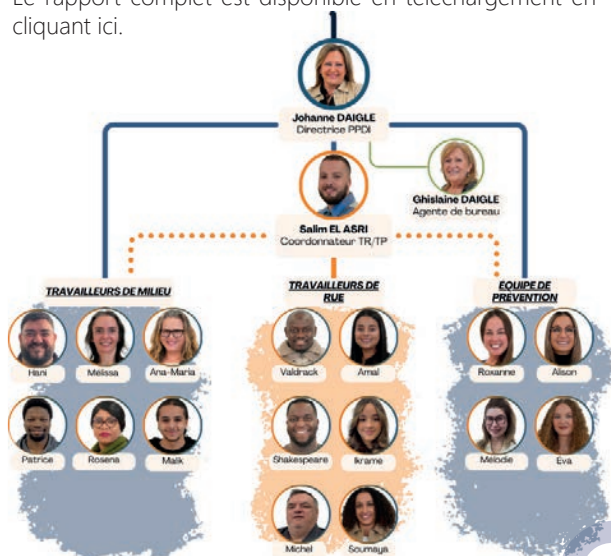 Le rapport complet est disponible en téléchargement en
cliquant ici.
Johanne DAIGLE
Directrice PPDI
Ghislaine DAIGLE
Agente de bureau
Salim EL ASRI
Coordonnateur TR/TP
TRAVAILLEURS DE MILIEU
TRAVAILLEURS DE
RUE
EQUIPE DE
PREVENTION
Hani
Melissa
Ana-Maria
Valdrack
Amal
Roxanne
Alison
Patrice
Rosena
Malik
Shakespeare
Ikrame
Melodie
Eva
Michel
Soumaya